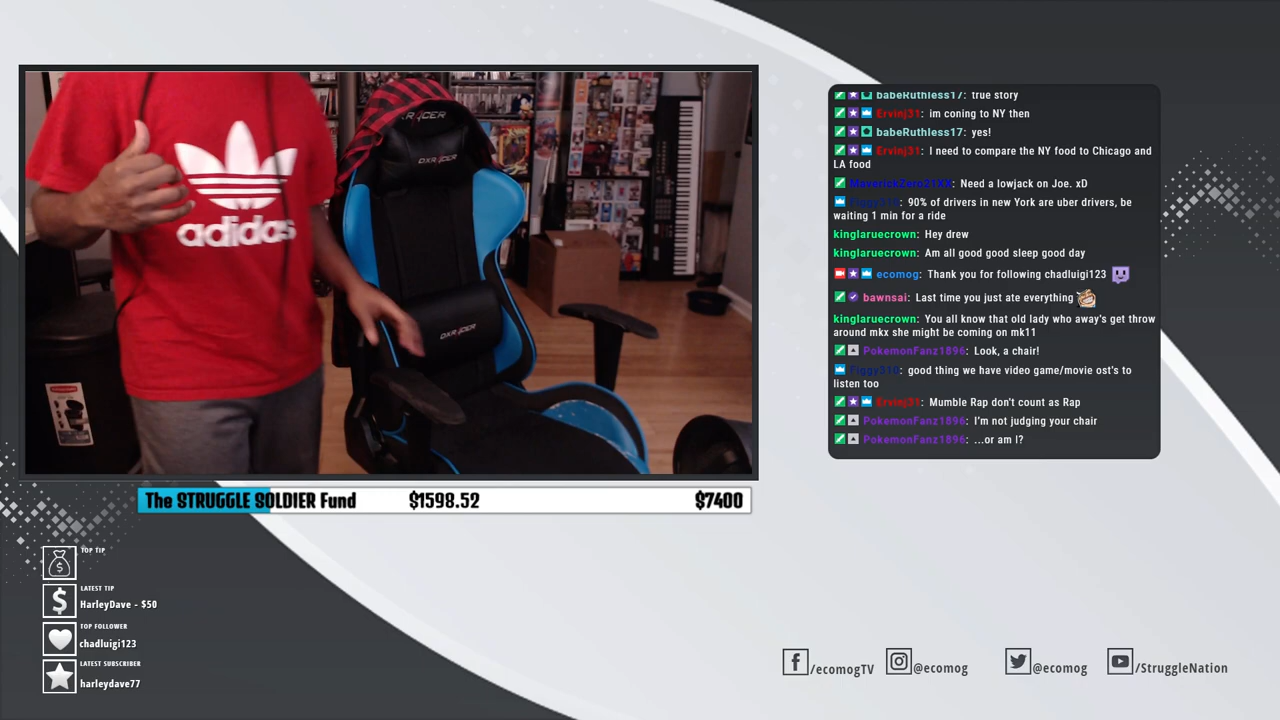 adidas
DXRACER
DXRACER
babeRuthless17: true story
Ervinj31: im coning to NY then
babeRuthless17: yes!
Ervinj31: I need to compare the NY food to Chicago and
LA food
MaverickZero21XX: Need a lowjack on Joe. xD
90% of drivers in new York are uber drivers, be
waiting 1 min for a ride
kinglaruecrown: Hey drew
kinglaruecrown: Am all good good sleep good day
ecomog: Thank you for following chadluigi123
bawnsai: Last time you just ate everything
kinglaruecrown: You all know that old lady who away's get throw
around mkx she might be coming on mk11
PokemonFanz1896: Look, a chair!
good thing we have video game/movie ost's to
listen too
Ervinj31: Mumble Rap don't count as Rap
PokemonFanz1896: I'm not judging your chair
PokemonFanz1896: ...or am I?
The STRUGGLE SOLDIER Fund $1598.52 $7400
TOP TIP
LATEST TIP
HarleyDave - $50
TOP FOLLOWER
chadluigi123
LATEST SUBSCRIBER
harleydave77
/ecomogTV @ecomog @ecomog /StruggleNation